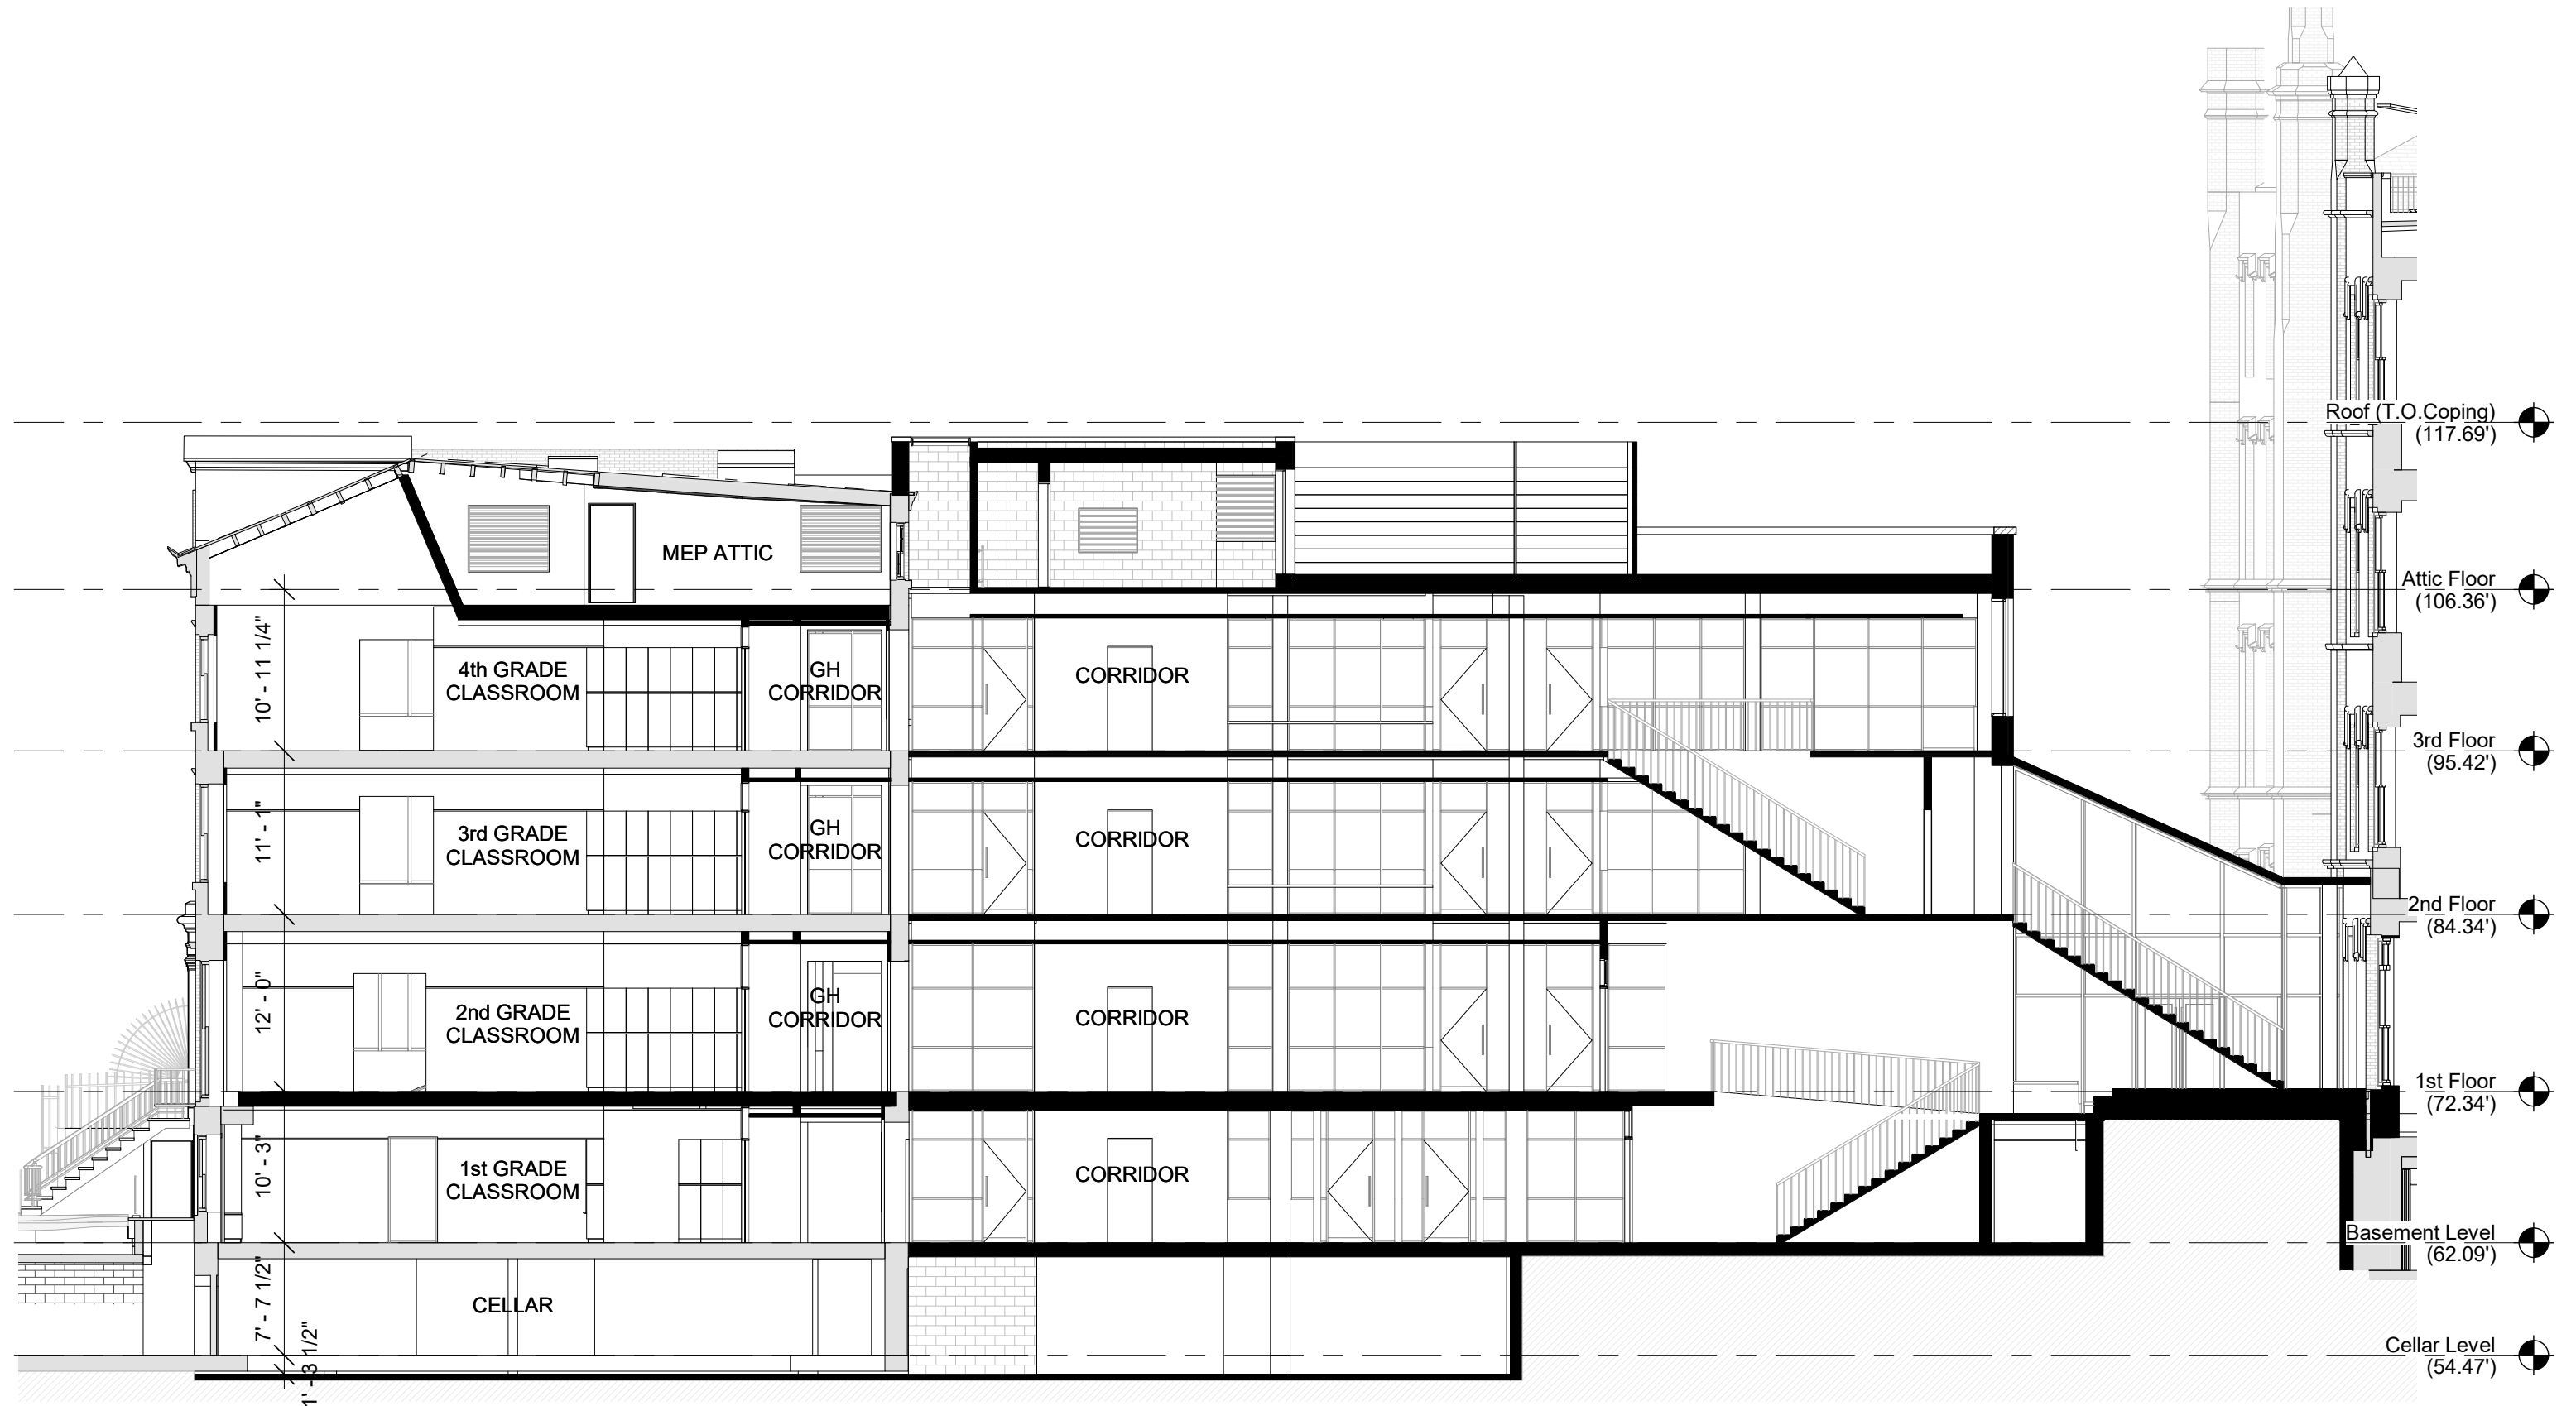 Roof (T.O.Coping)
(117.69')
MEP ATTIC
Attic Floor
(106.36')
10' - 11 1/4"
4th GRADE
CLASSROOM
GH
CORRIDOR
CORRIDOR
3rd Floor
(95.42')
11' - 1"
3rd GRADE
CLASSROOM
GH
CORRIDOR
CORRIDOR
2nd Floor
(84.34')
12' - 0"
2nd GRADE
CLASSROOM
GH
CORRIDOR
CORRIDOR
1st Floor
(72.34')
10' - 3"
1st GRADE
CLASSROOM
CORRIDOR
Basement Level
(62.09')
7' - 7 1/2"
CELLAR
1' - 3 1/2"
Cellar Level
(54.47')